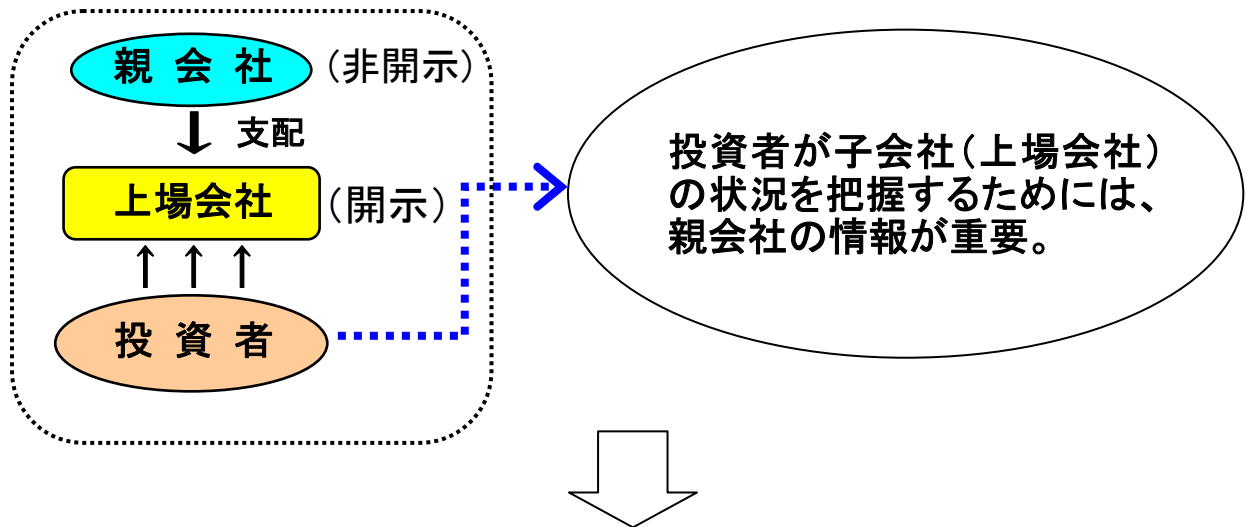 親 会 社 (非開示)
支配
上場会社 (開示)
投 資 者
投資者が子会社(上場会社)
の状況を把握するためには、
親会社の情報が重要。